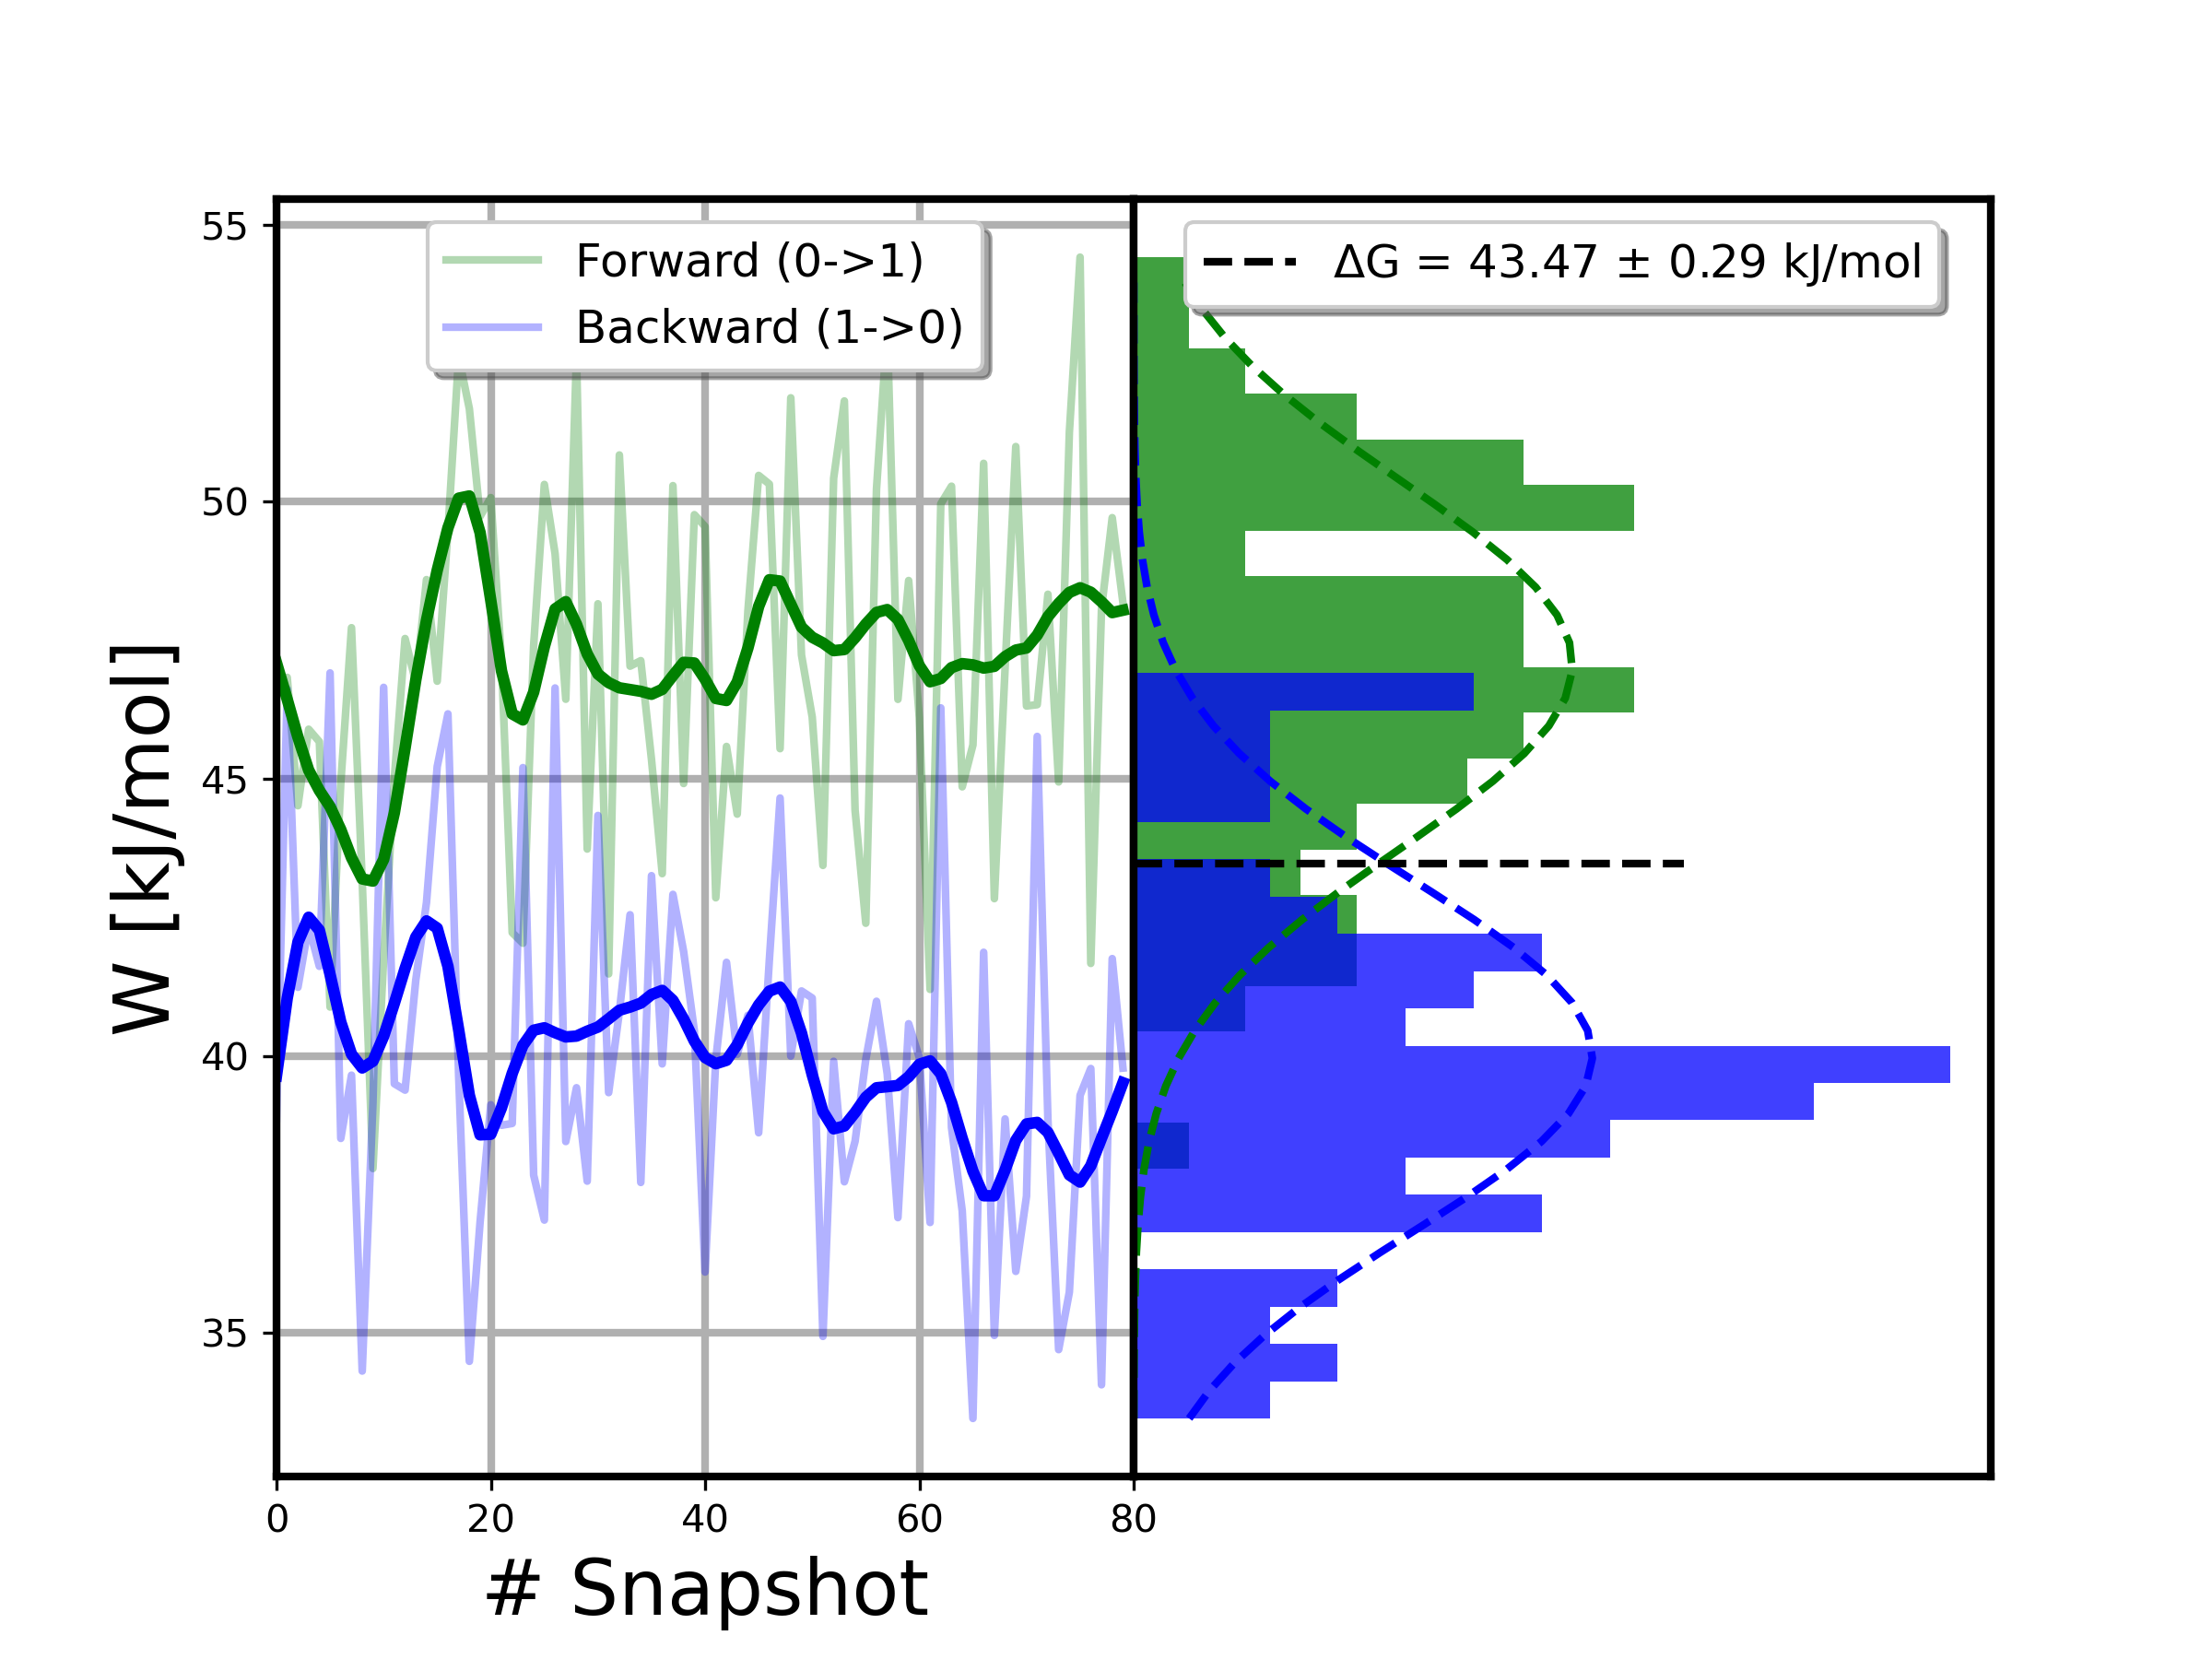 Forward (0->1)
Backward (1->0)
ΔG = 43.47 ± 0.29 kJ/mol
W [kJ/mol]
55
50
45
40
35
0 20 40 60 80
# Snapshot